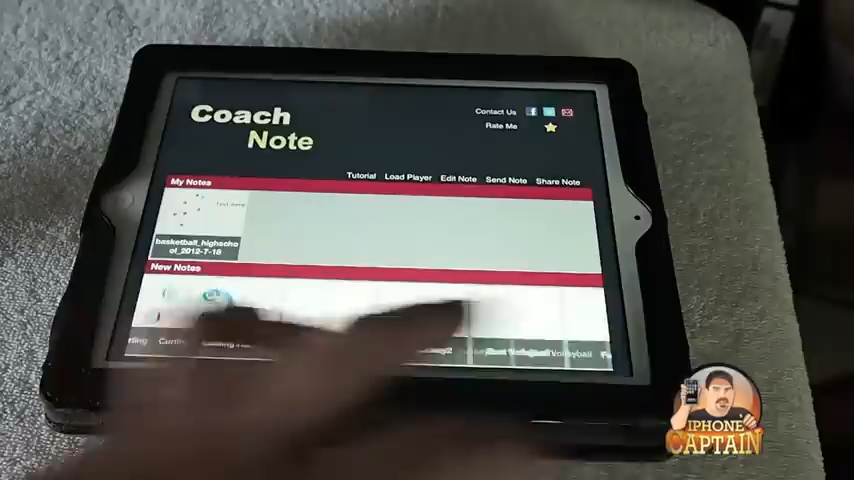 Coach
Note
Contact Us
Rate Me
Tutorial Load Player Edit Note Send Note Share Note
My Notes
basketball_highscho
ol_2012-7-18
New Notes
Volleyball
IPHONE
CAPTAIN